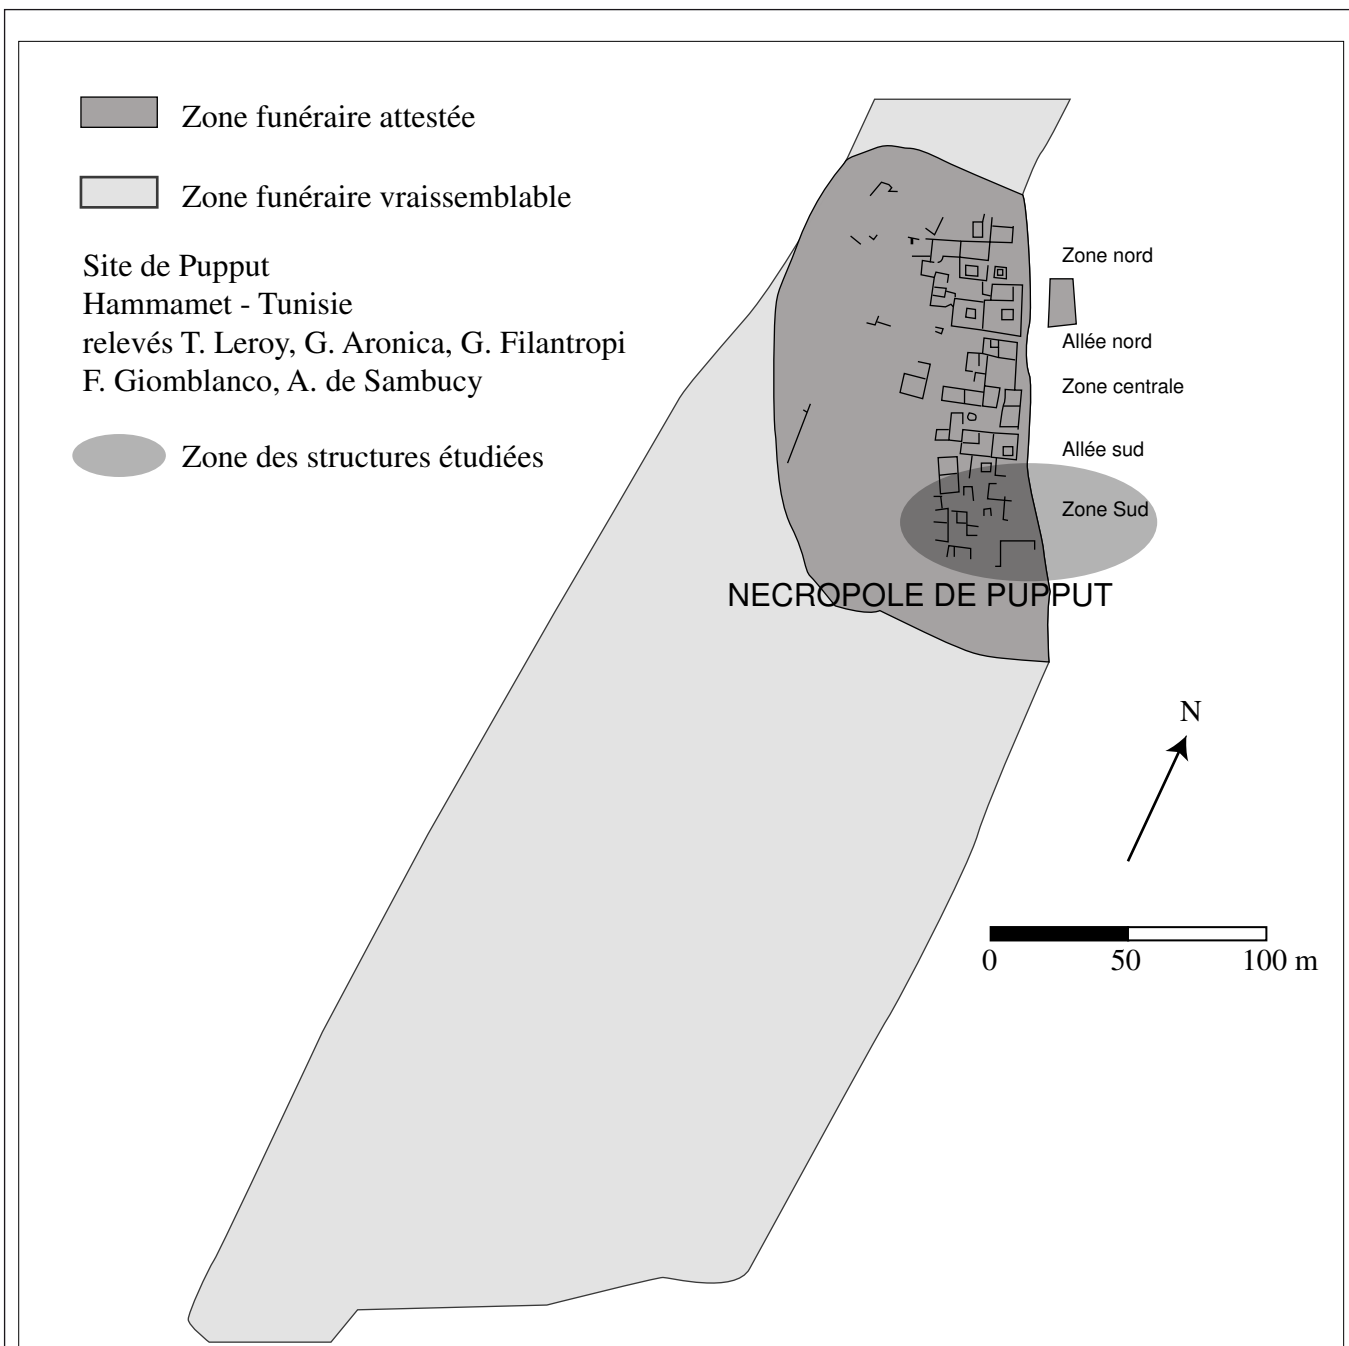 Zone funéraire attestée
Zone funéraire vraissemblable
Site de Pupput
Hammamet - Tunisie
relevés T. Leroy, G. Aronica, G. Filantropi
F. Giomblanco, A. de Sambucy
Zone des structures étudiées
Zone nord
Allée nord
Zone centrale
Allée sud
Zone Sud
NECROPOLE DE PUPPUT
N
0 50 100 m